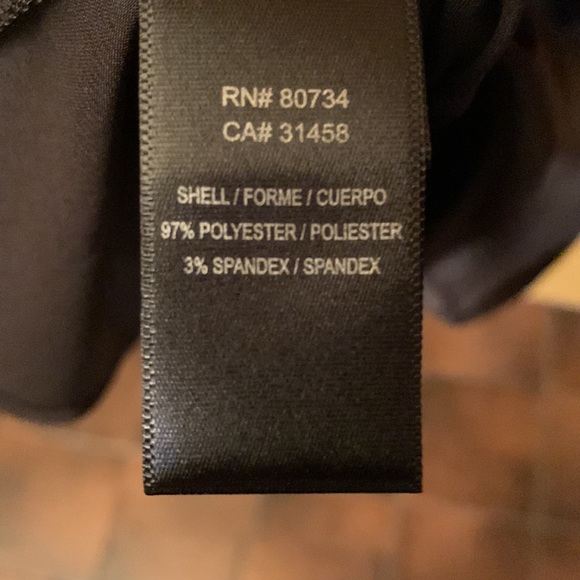 RN# 80734
CA# 31458
SHELL / FORME / CUERPO
97% POLYESTER / POLIESTER
3% SPANDEX / SPANDEX